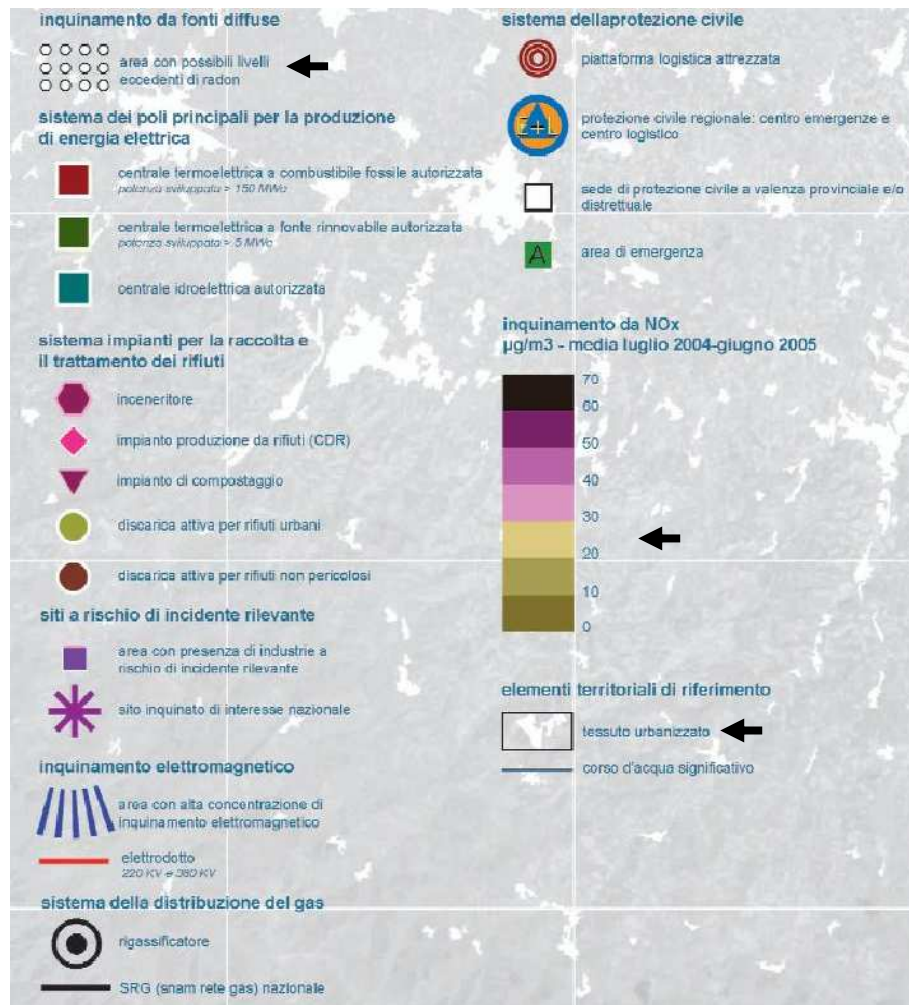 inquinamento da fonti diffuse
area con possibili livelli
eccedenti di radon
sistema dei poli principali per la produzione
di energia elettrica
centrale termoelettrica a combustibile fossile autorizzata
potenza sviluppata > 150 MWe
centrale termoelettrica a fonte rinnovabile autorizzata
potenza sviluppata > 5 MWe
centrale idroelettrica autorizzata
sistema impianti per la raccolta e
il trattamento dei rifiuti
inceneritore
impianto produzione da rifiuti (CDR)
impianto di compostaggio
discarica attiva per rifiuti urbani
discarica attiva per rifiuti non pericolosi
siti a rischio di incidente rilevante
area con presenza di industrie a
rischio di incidente rilevante
sito inquinato di interesse nazionale
inquinamento elettromagnetico
area con alta concentrazione di
inquinamento elettromagnetico
elettrodotto
220 KV e 380 KV
sistema della distribuzione del gas
rigassificatore
SRG (snam rete gas) nazionale
sistema dellaprotezione civile
piattaforma logistica attrezzata
E+L
protezione civile regionale: centro emergenze e
centro logistico
sede di protezione civile a valenza provinciale e/o
distrettuale
A
area di emergenza
inquinamento da NOx
µg/m3 - media luglio 2004-giugno 2005
70
60
50
40
30
20
10
0
elementi territoriali di riferimento
tessuto urbanizzato
corso d'acqua significativo